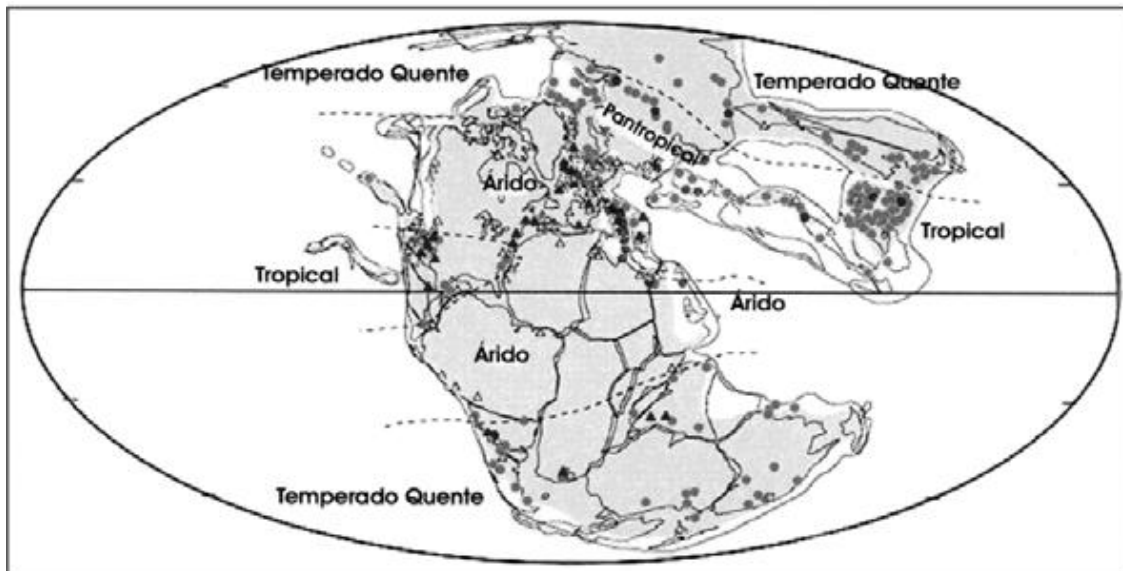 Temperado Quente
Temperado Quente
Pantropical
Árido
Tropical
Tropical
Árido
Árido
Temperado Quente